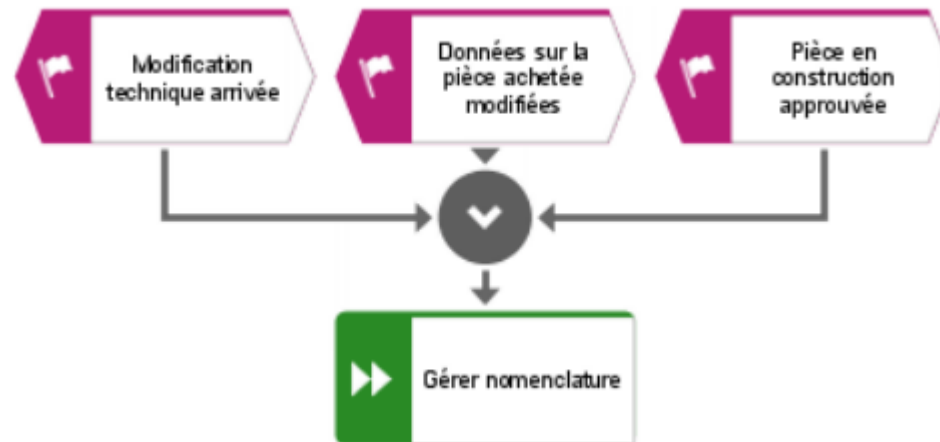 Modification
technique arrivée
Données sur la
pièce achetée
modifiées
Pièce en
construction
approuvée
Gérer nomenclature